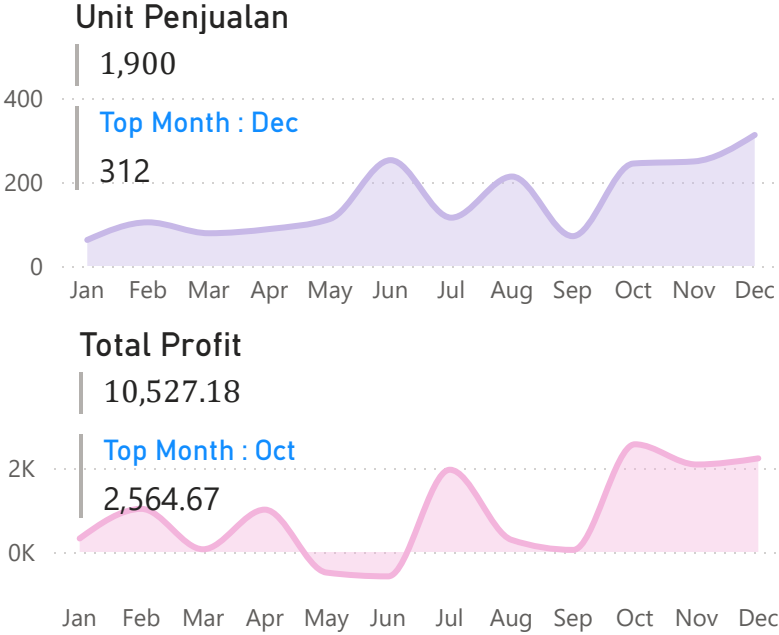 Unit Penjualan
1,900
400
Top Month : Dec
312
200
0
Jan Feb Mar Apr May Jun Jul Aug Sep Oct Nov Dec
Total Profit
10,527.18
Top Month : Oct
2K
2,564.67
0K
Jan Feb Mar Apr May Jun Jul Aug Sep Oct Nov Dec